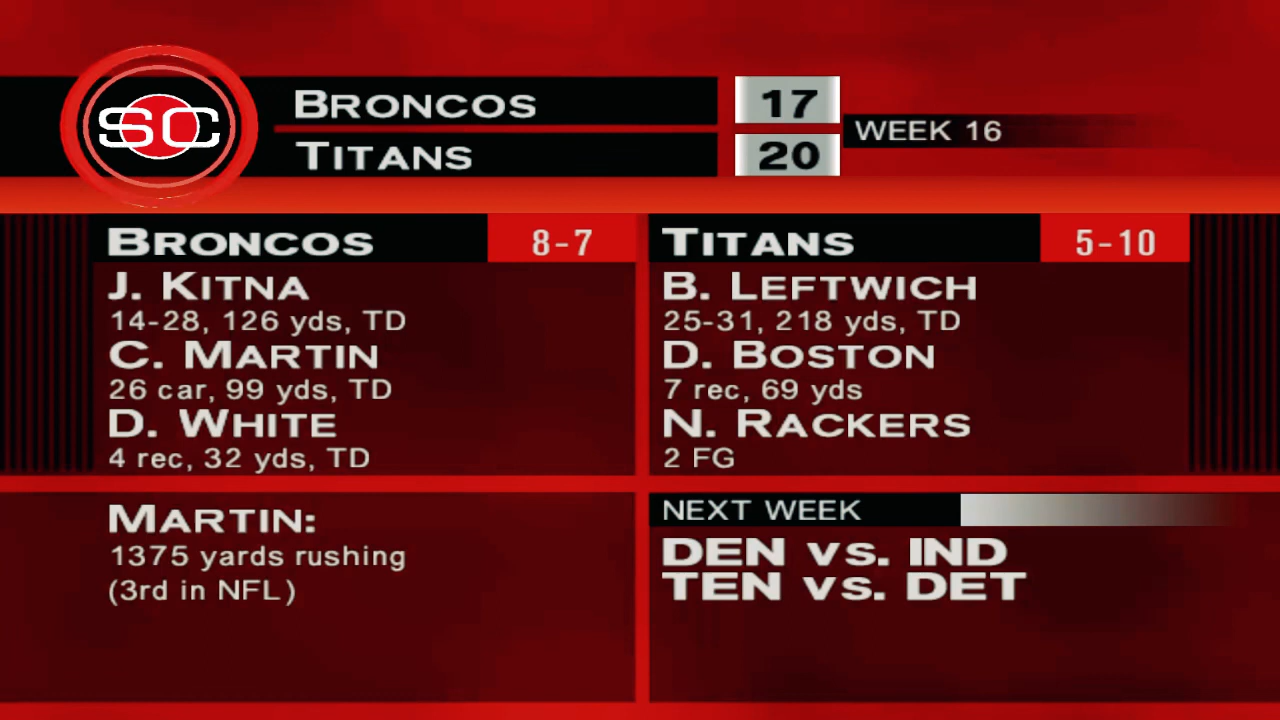 SC
BRONCOS 17
TITANS 20
WEEK 16
BRONCOS 8-7
J. KITNA
14-28, 126 yds, TD
C. MARTIN
26 car, 99 yds, TD
D. WHITE
4 rec, 32 yds, TD
TITANS 5-10
B. LEFTWICH
25-31, 218 yds, TD
D. BOSTON
7 rec, 69 yds
N. RACKERS
2 FG
MARTIN:
1375 yards rushing
(3rd in NFL)
NEXT WEEK
DEN vs. IND
TEN vs. DET